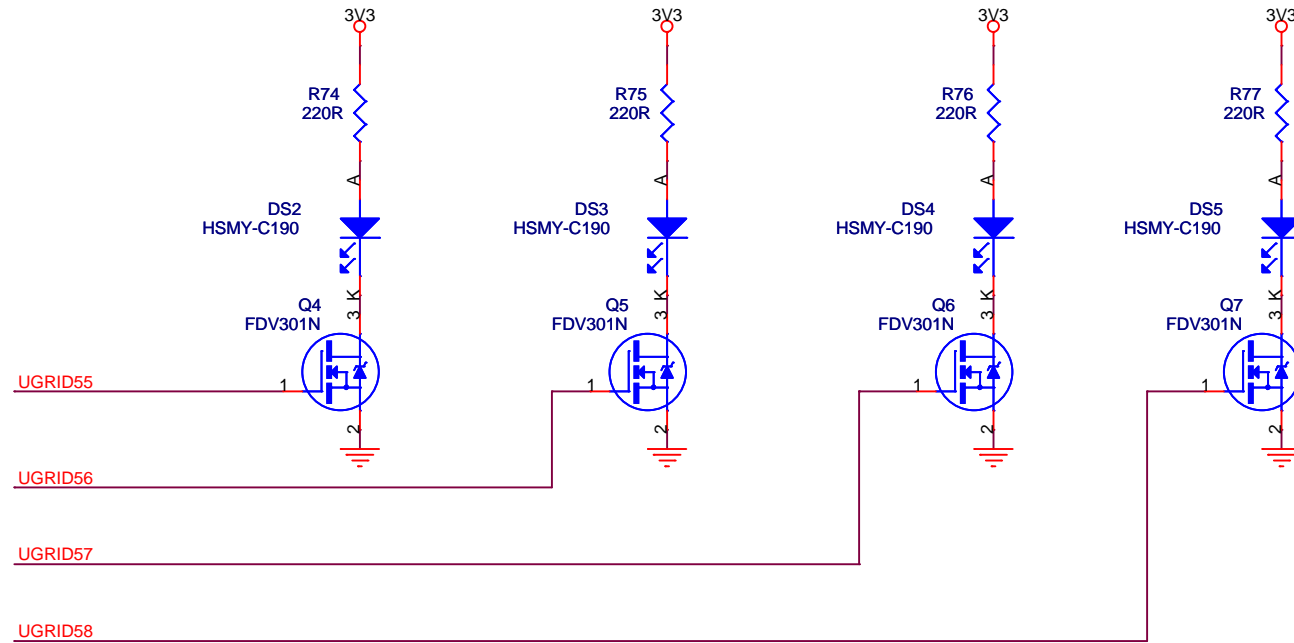 3V3
3V3
3V3
3V3
R74
220R
R75
220R
R76
220R
R77
220R
A
A
A
A
DS2
HSMY-C190
DS3
HSMY-C190
DS4
HSMY-C190
DS5
HSMY-C190
K
K
K
K
Q4
FDV301N
Q5
FDV301N
Q6
FDV301N
Q7
FDV301N
3
3
3
3
UGRID55
1
1
1
1
2
2
2
2
UGRID56
UGRID57
UGRID58